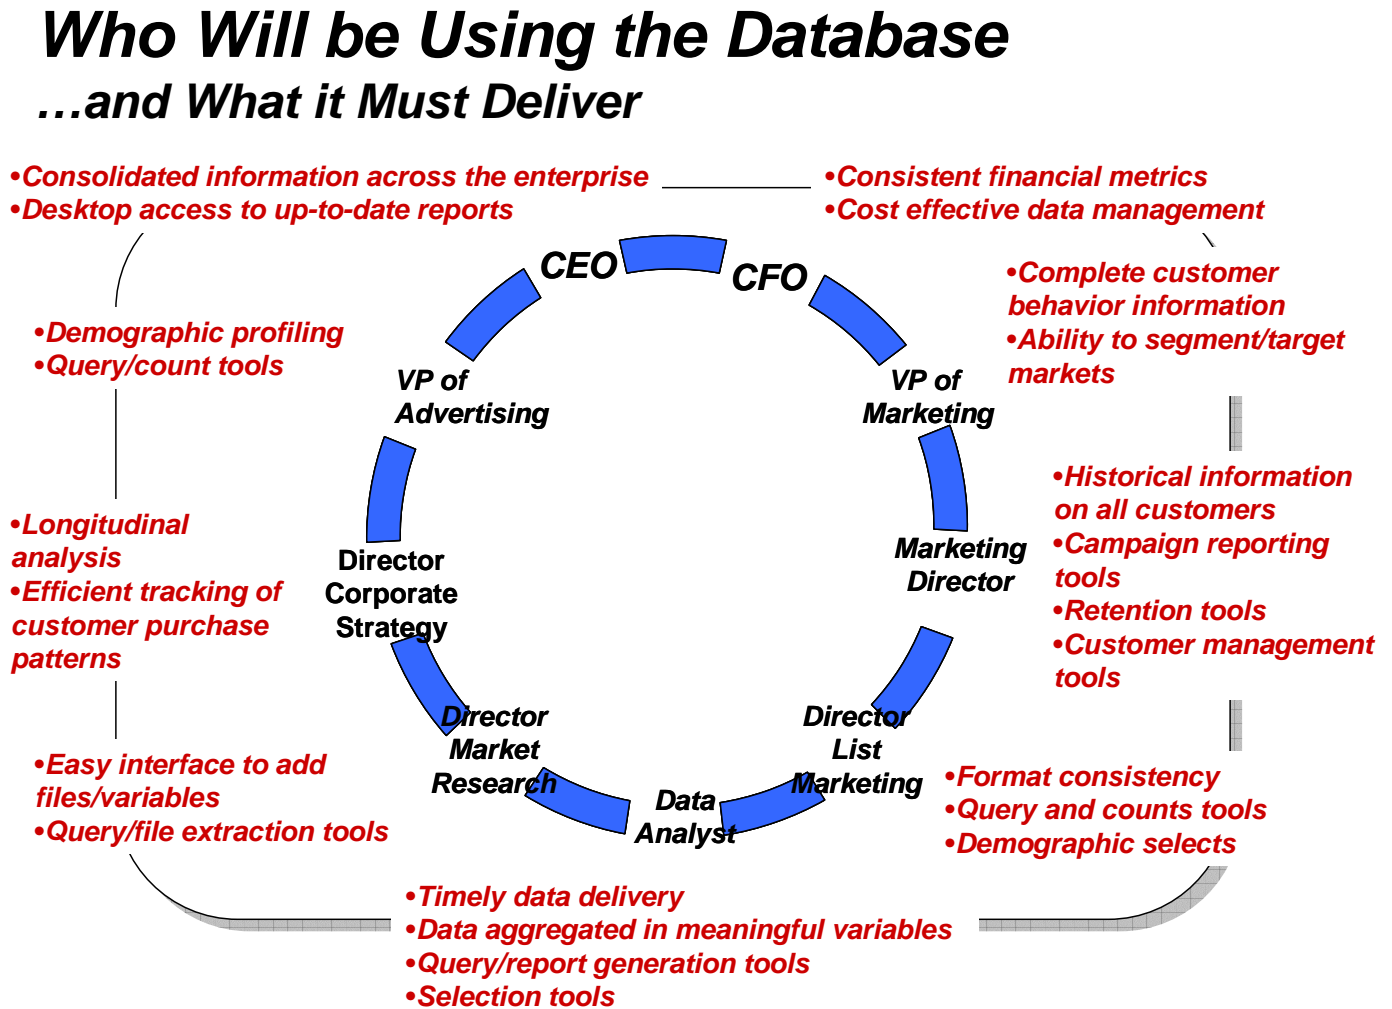 Who Will be Using the Database
…and What it Must Deliver
•Consolidated information across the enterprise
•Desktop access to up-to-date reports
•Consistent financial metrics
•Cost effective data management
CEO
CFO
•Complete customer
behavior information
•Ability to segment/target
markets
•Demographic profiling
•Query/count tools
VP of
Advertising
VP of
Marketing
•Historical information
on all customers
•Campaign reporting
tools
•Retention tools
•Customer management
tools
•Longitudinal
analysis
•Efficient tracking of
customer purchase
patterns
Director
Corporate
Strategy
Marketing
Director
Director
Market
Research
Director
List
Marketing
Data
Analyst
•Easy interface to add
files/variables
•Query/file extraction tools
•Format consistency
•Query and counts tools
•Demographic selects
•Timely data delivery
•Data aggregated in meaningful variables
•Query/report generation tools
•Selection tools